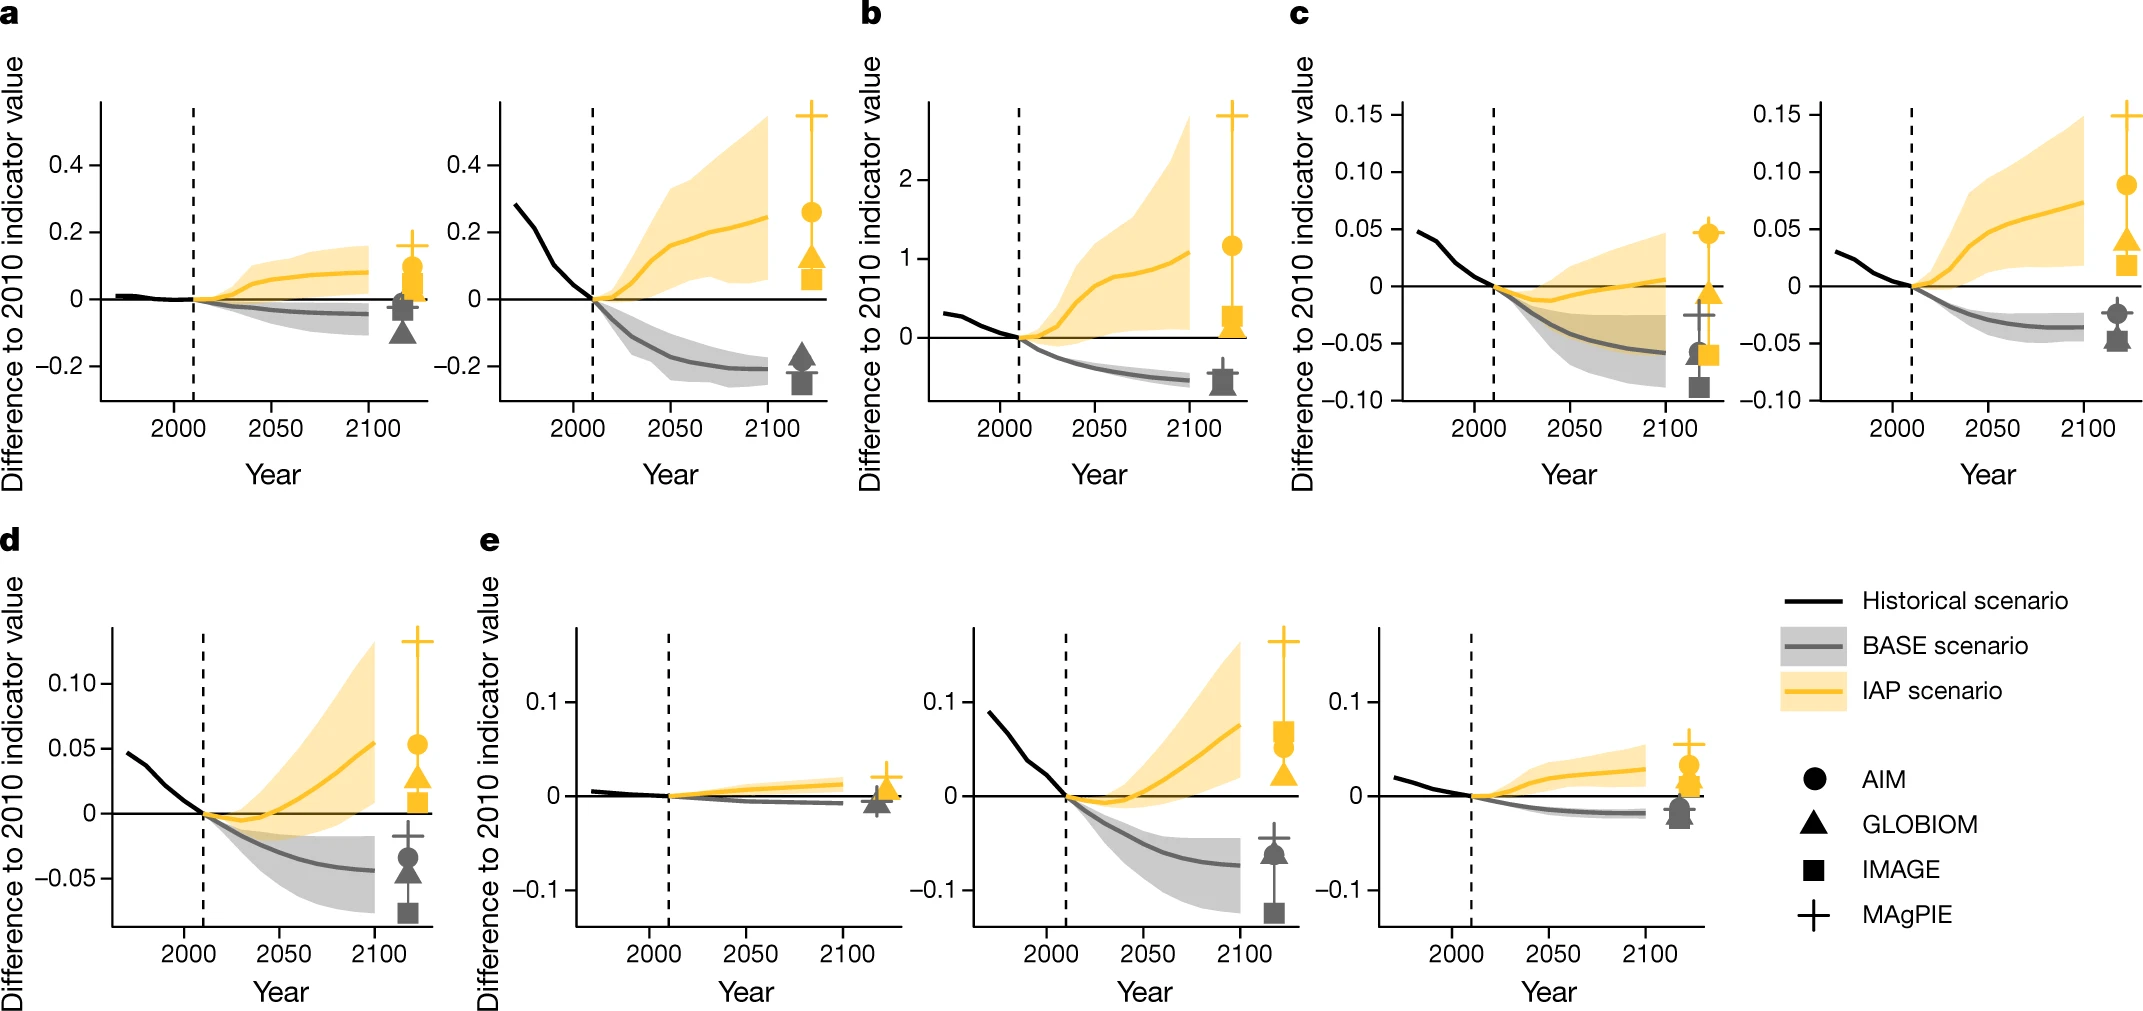 a
b
c
Difference to 2010 indicator value
0.4
0.2
0
−0.2
2000 2050 2100
Year
0.4
0.2
0
−0.2
2000 2050 2100
Year
Difference to 2010 indicator value
2
1
0
2000 2050 2100
Year
Difference to 2010 indicator value
0.15
0.10
0.05
0
−0.05
−0.10
2000 2050 2100
Year
0.15
0.10
0.05
0
−0.05
−0.10
2000 2050 2100
Year
d
e
Difference to 2010 indicator value
0.10
0.05
0
−0.05
2000 2050 2100
Year
Difference to 2010 indicator value
0.1
0
−0.1
2000 2050 2100
Year
0.1
0
−0.1
2000 2050 2100
Year
0.1
0
−0.1
2000 2050 2100
Year
Historical scenario
BASE scenario
IAP scenario
AIM
GLOBIOM
IMAGE
MAgPIE